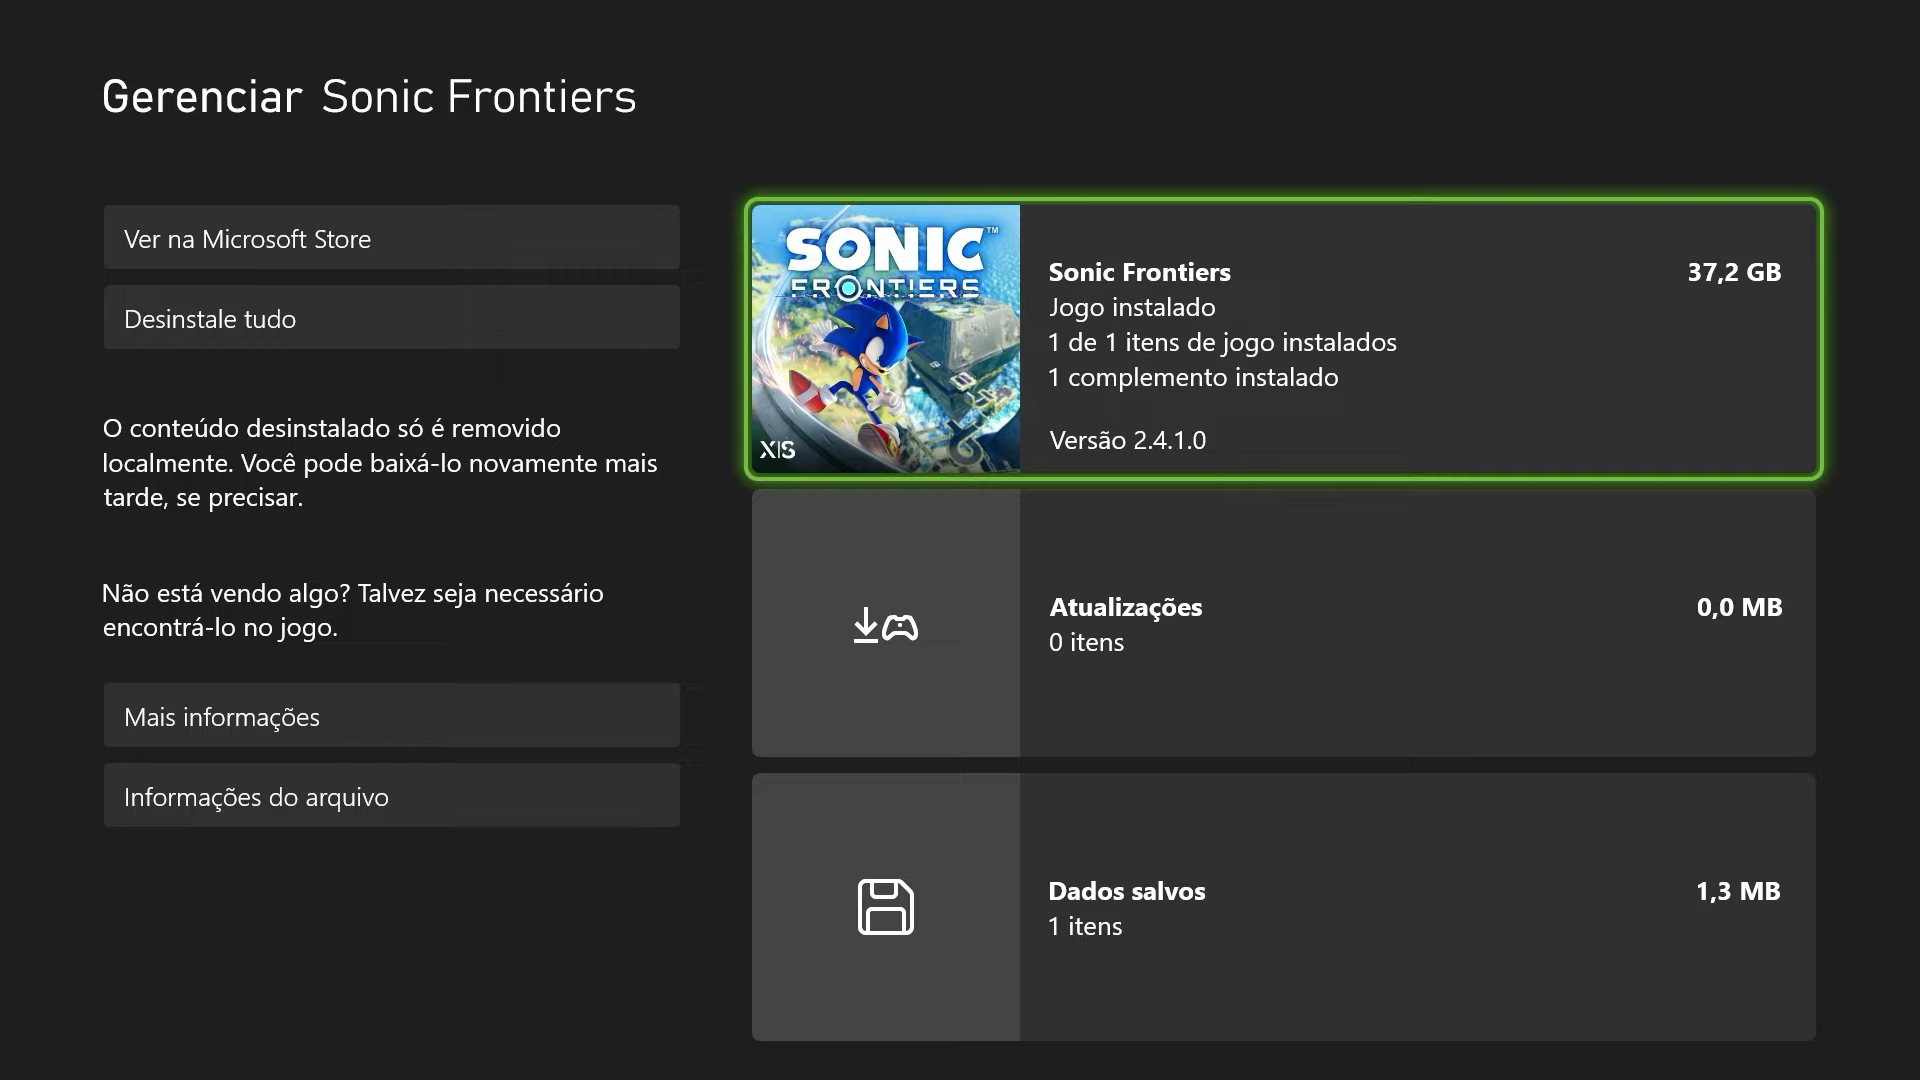 Gerenciar Sonic Frontiers
Ver na Microsoft Store
Desinstale tudo
O conteúdo desinstalado só é removido
localmente. Você pode baixá-lo novamente mais
tarde, se precisar.
Não está vendo algo? Talvez seja necessário
encontrá-lo no jogo.
Mais informações
Informações do arquivo
SONIC™
FRONTIERS
X|S
Sonic Frontiers 37,2 GB
Jogo instalado
1 de 1 itens de jogo instalados
1 complemento instalado
Versão 2.4.1.0
Atualizações 0,0 MB
0 itens
Dados salvos 1,3 MB
1 itens